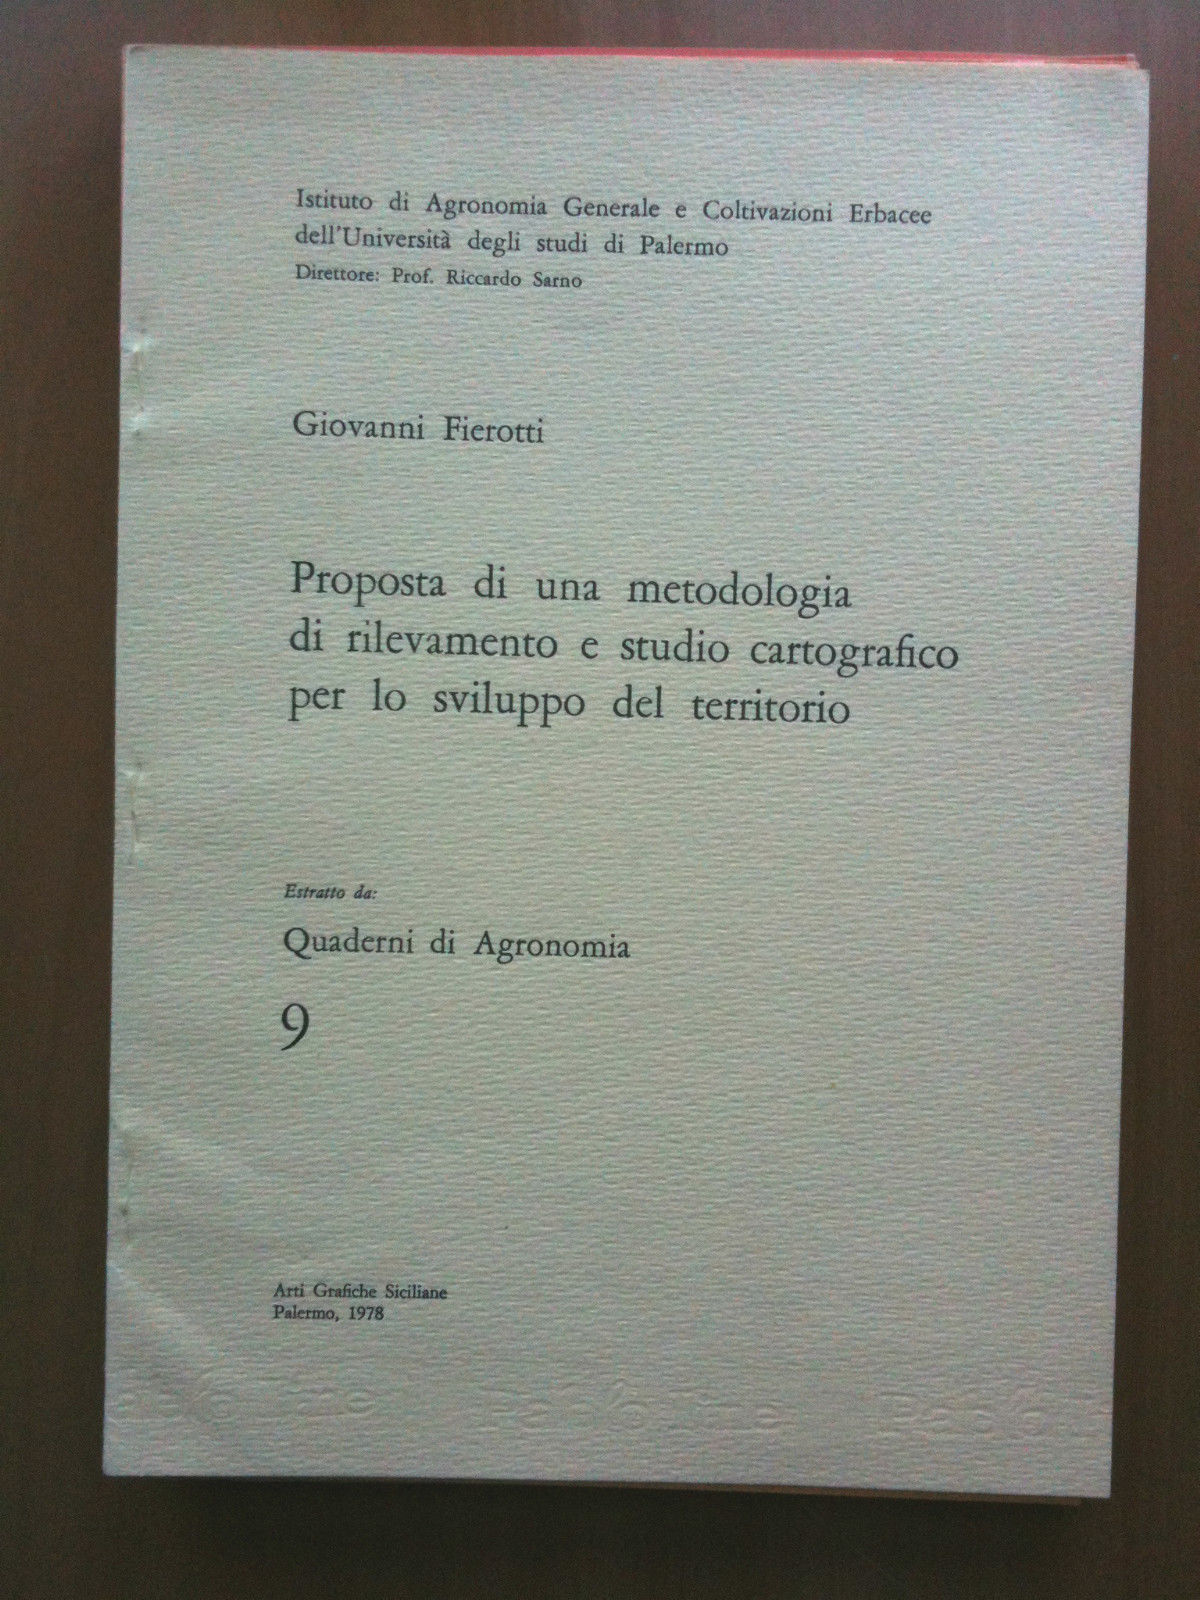 Istituto di Agronomia Generale e Coltivazioni Erbacee
dell'Università degli studi di Palermo
Direttore: Prof. Riccardo Sarno
Giovanni Fierotti
Proposta di una metodologia
di rilevamento e studio cartografico
per lo sviluppo del territorio
Estratto da:
Quaderni di Agronomia
9
Arti Grafiche Siciliane
Palermo, 1978